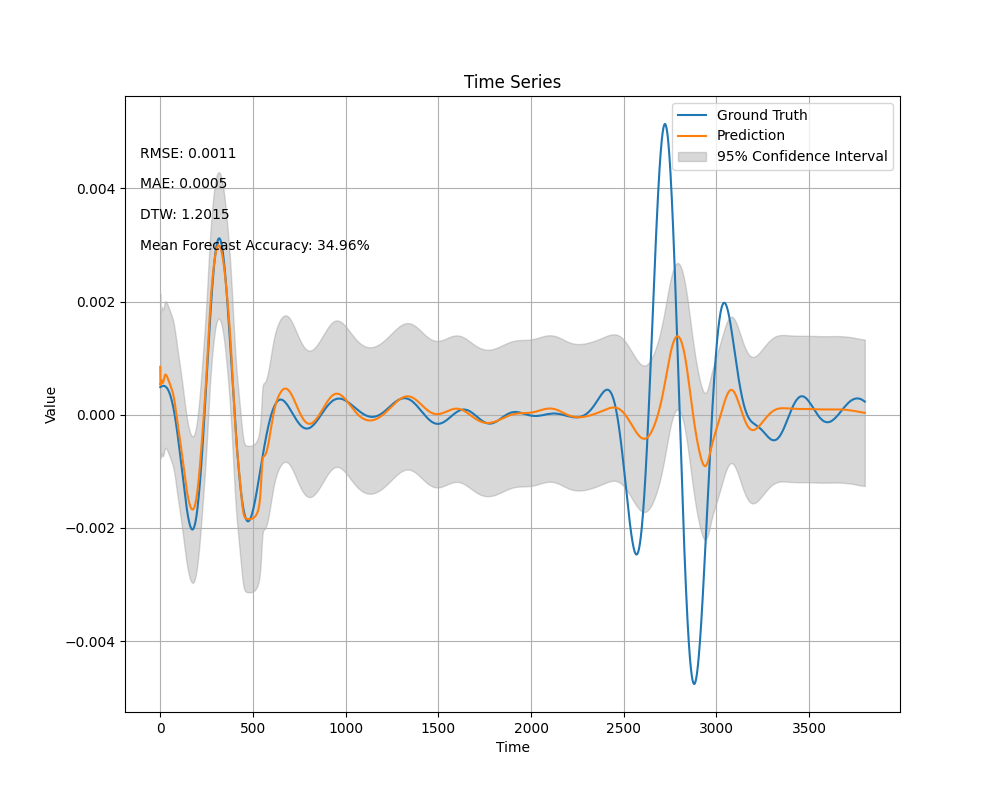 Time Series
Ground Truth
Prediction
95% Confidence Interval
RMSE: 0.0011
MAE: 0.0005
DTW: 1.2015
Mean Forecast Accuracy: 34.96%
0.004
0.002
0.000
−0.002
−0.004
Value
0 500 1000 1500 2000 2500 3000 3500
Time